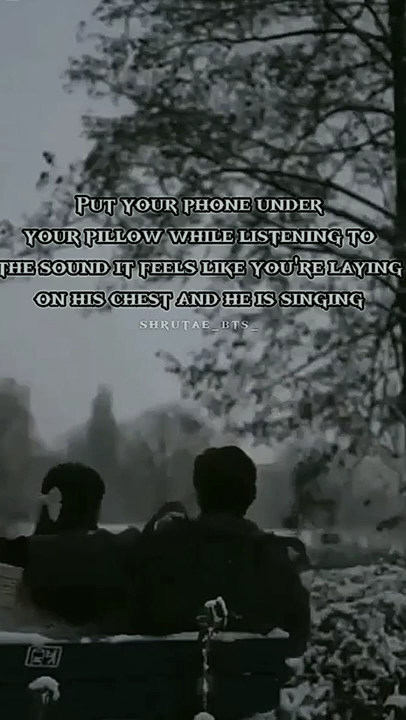 Put your phone under
your pillow while listening to
the sound it feels like you're laying
on his chest and he is singing
SHRUTAE_BTS_